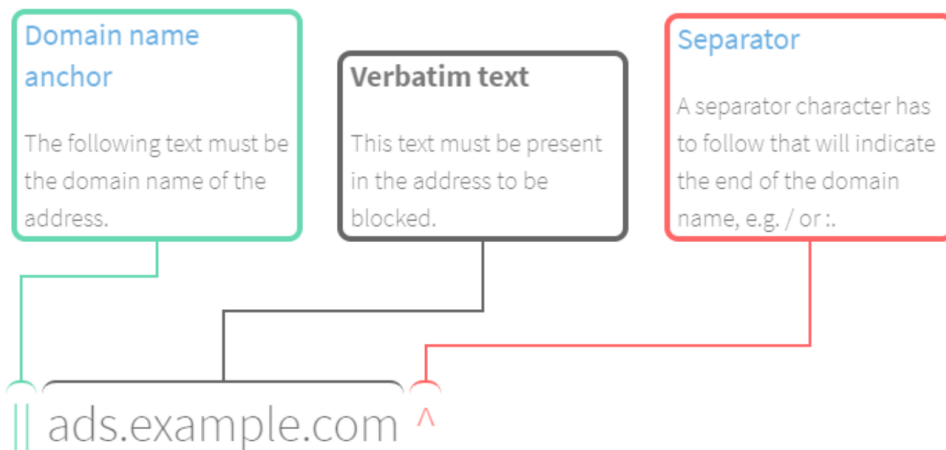 Domain name
anchor
The following text must be
the domain name of the
address.
Verbatim text
This text must be present
in the address to be
blocked.
Separator
A separator character has
to follow that will indicate
the end of the domain
name, e.g. / or :.
||ads.example.com^